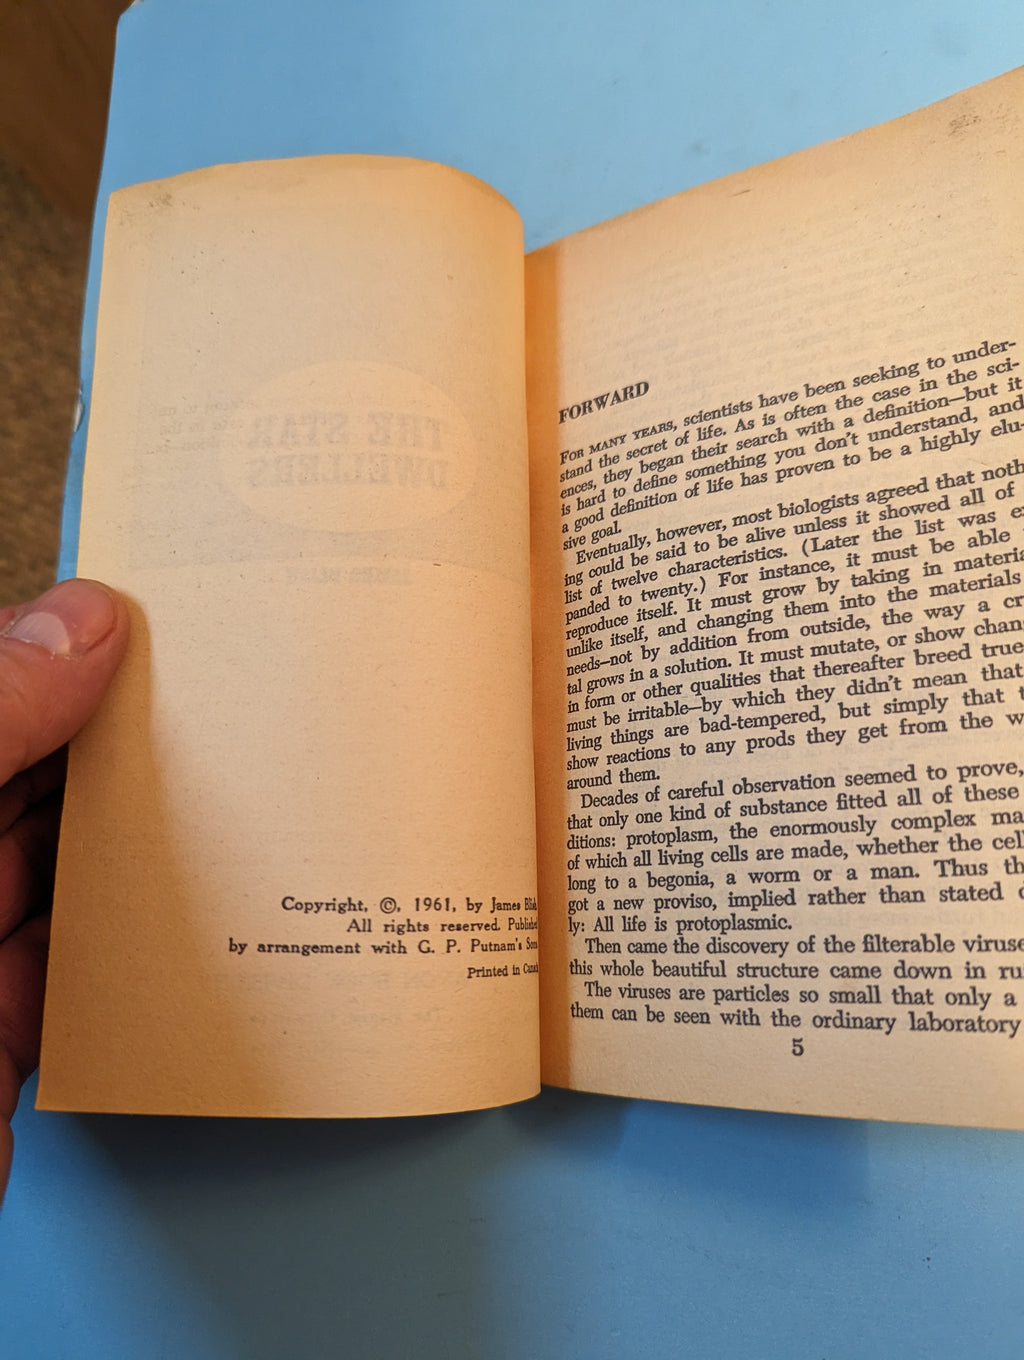 Copyright, ©, 1961, by James Blish
All rights reserved. Published
by arrangement with G. P. Putnam's Sons
Printed in Canada
FORWARD
FOR MANY YEARS, scientists have been seeking to under-
stand the secret of life. As is often the case in the sci-
ences, they began their search with a definition—but it
is hard to define something you don't understand, and
a good definition of life has proven to be a highly elu-
sive goal.
Eventually, however, most biologists agreed that noth
ing could be said to be alive unless it showed all of
list of twelve characteristics. (Later the list was ex
panded to twenty.) For instance, it must be able
reproduce itself. It must grow by taking in materia
unlike itself, and changing them into the materials
needs—not by addition from outside, the way a cr
tal grows in a solution. It must mutate, or show chan
in form or other qualities that thereafter breed true
must be irritable—by which they didn't mean that
living things are bad-tempered, but simply that t
show reactions to any prods they get from the w
around them.
Decades of careful observation seemed to prove,
that only one kind of substance fitted all of these
ditions: protoplasm, the enormously complex ma
of which all living cells are made, whether the cell
long to a begonia, a worm or a man. Thus th
got a new proviso, implied rather than stated o
ly: All life is protoplasmic.
Then came the discovery of the filterable viruse
this whole beautiful structure came down in ru
The viruses are particles so small that only a
them can be seen with the ordinary laboratory
5